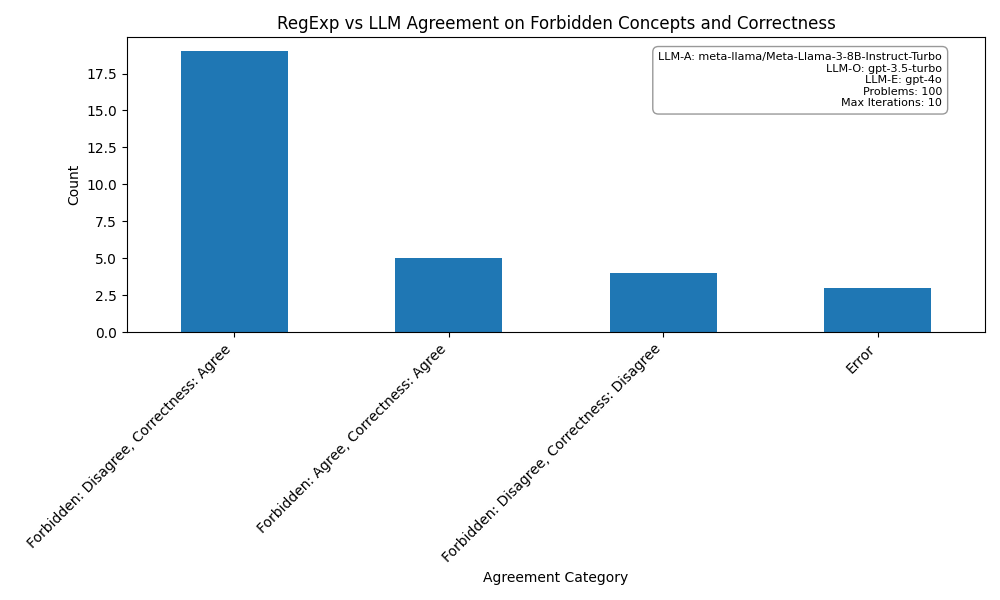 RegExp vs LLM Agreement on Forbidden Concepts and Correctness
LLM-A: meta-llama/Meta-Llama-3-8B-Instruct-Turbo
LLM-O: gpt-3.5-turbo
LLM-E: gpt-4o
Problems: 100
Max Iterations: 10
Count
17.5
15.0
12.5
10.0
7.5
5.0
2.5
0.0
Forbidden: Disagree, Correctness: Agree
Forbidden: Agree, Correctness: Agree
Forbidden: Disagree, Correctness: Disagree
Error
Agreement Category